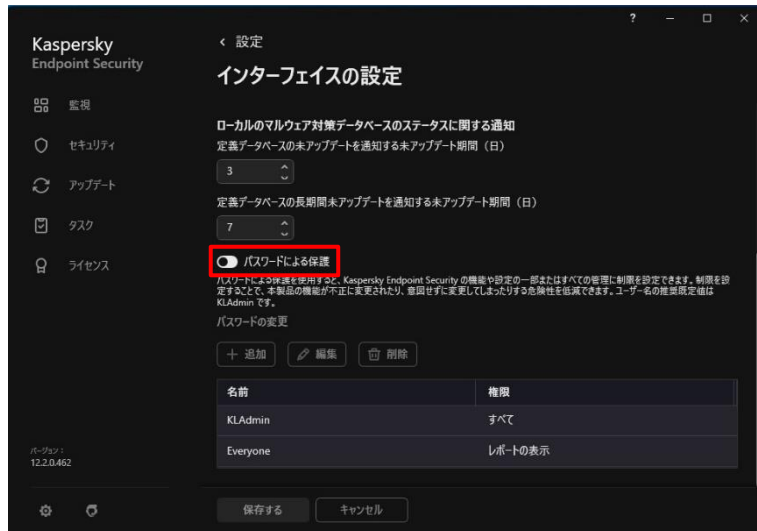 ?
Kaspersky
Endpoint Security
監視
セキュリティ
アップデート
タスク
ライセンス
バージョン :
12.2.0.462
設定
インターフェイスの設定
ローカルのマルウェア対策データベースのステータスに関する通知
定義データベースの未アップデートを通知する未アップデート期間（日）
3
定義データベースの長期間未アップデートを通知する未アップデート期間（日）
7
パスワードによる保護
パスワードによる保護を使用すると、Kaspersky Endpoint Security の機能や設定の一部またはすべての管理に制限を設定できます。制限を設
定することで、本製品の機能が不正に変更されたり、意図せずに変更してしまったりする危険性を低減できます。ユーザー名の推奨既定値は
KLAdmin です。
パスワードの変更
追加 編集 削除
名前 権限
KLAdmin すべて
Everyone レポートの表示
保存する キャンセル